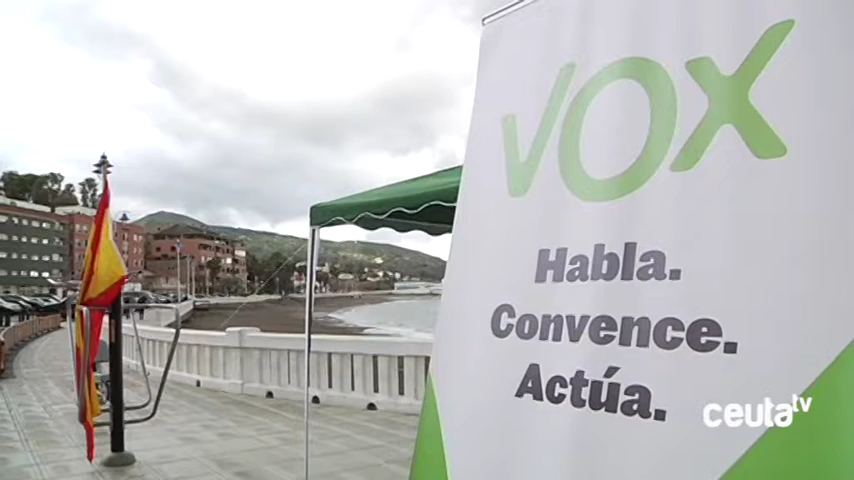 VOX
Habla.
Convence.
Actúa.
ceuta tv